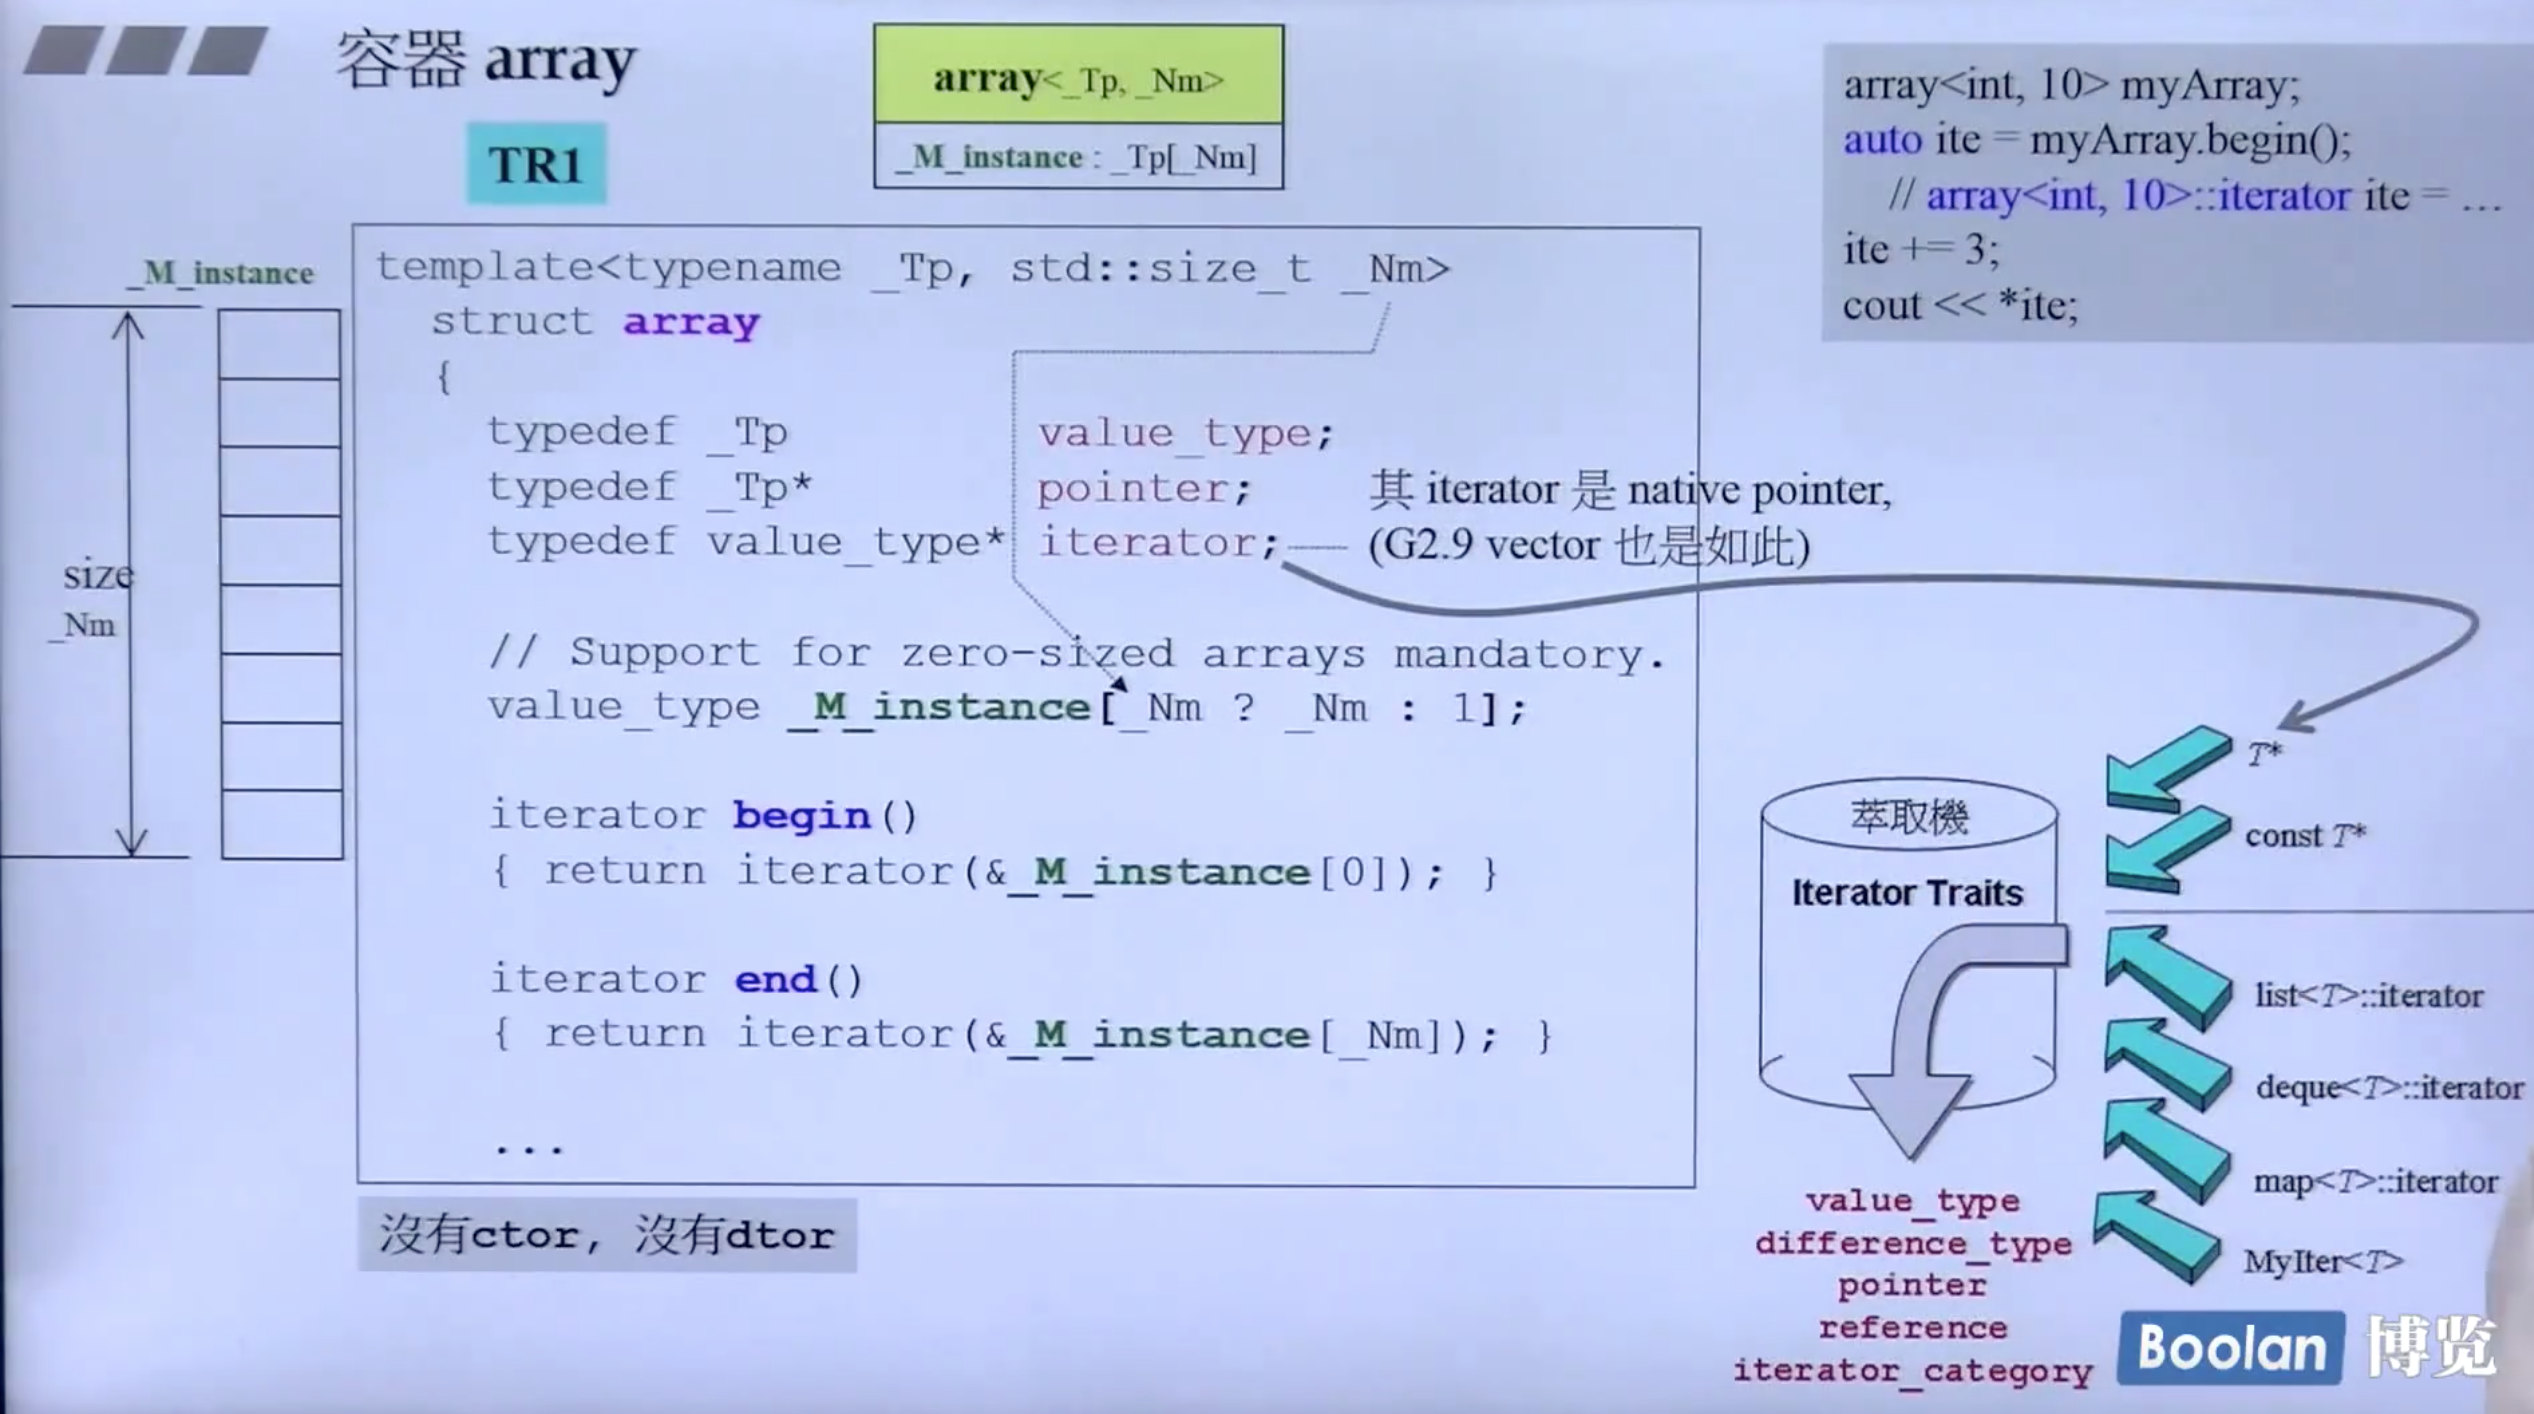 容器 array
TR1
array<_Tp, _Nm>
_M_instance : _Tp[_Nm]
array<int, 10> myArray;
auto ite = myArray.begin();
// array<int, 10>::iterator ite = ...
ite += 3;
cout << *ite;
_M_instance
size
_Nm
template<typename _Tp, std::size_t _Nm>
struct array
{
typedef _Tp value_type;
typedef _Tp* pointer;
typedef value_type* iterator;
其 iterator 是 native pointer,
(G2.9 vector 也是如此)
// Support for zero-sized arrays mandatory.
value_type _M_instance[_Nm ? _Nm : 1];
iterator begin()
{ return iterator(&_M_instance[0]); }
iterator end()
{ return iterator(&_M_instance[_Nm]); }
...
沒有ctor, 沒有dtor
萃取機
Iterator Traits
T*
const T*
list<T>::iterator
deque<T>::iterator
map<T>::iterator
MyIter<T>
value_type
difference_type
pointer
reference
iterator_category
Boolan 博览